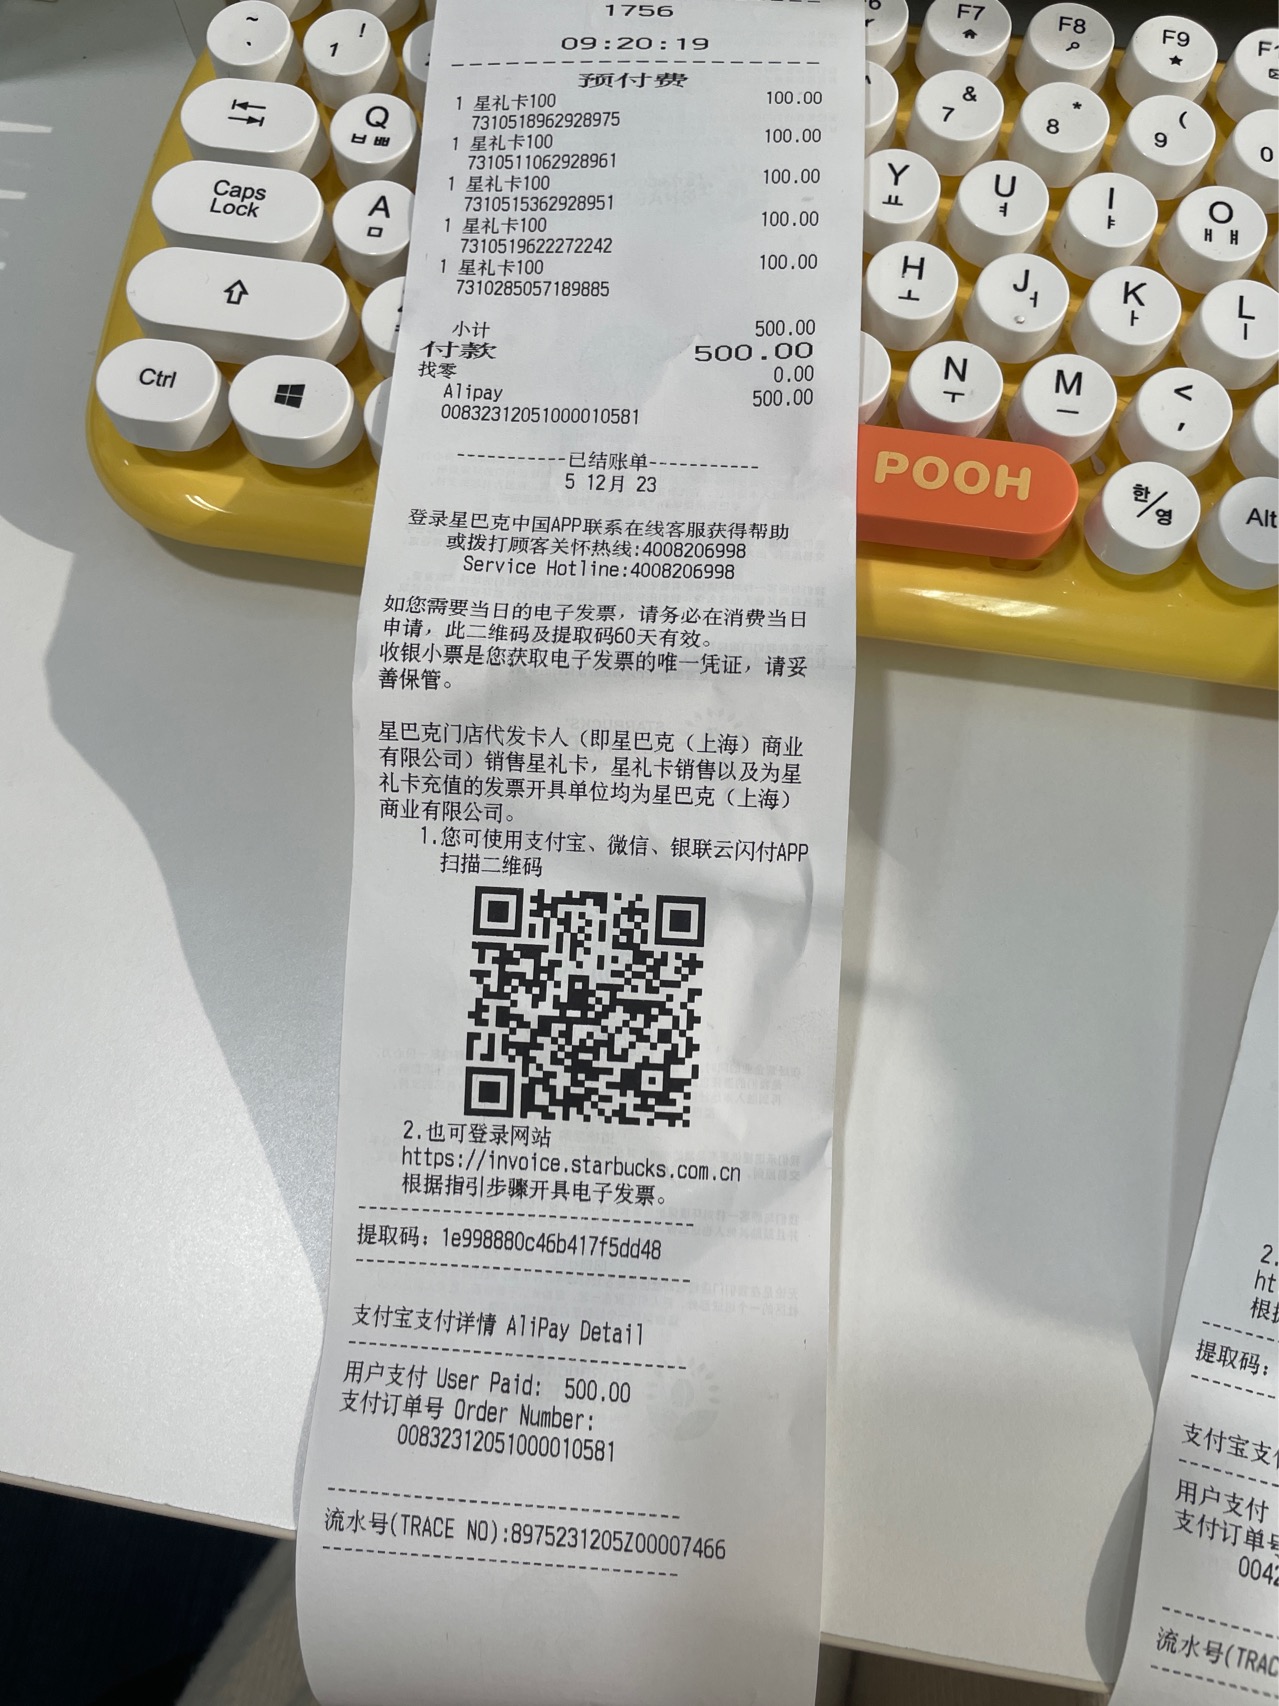 1756
09:20:19
预付费
1 星礼卡100 100.00
7310518962928975
1 星礼卡100 100.00
7310511062928961
1 星礼卡100 100.00
7310515362928951
1 星礼卡100 100.00
7310519622272242
1 星礼卡100 100.00
7310285057189885
小计 500.00
付款 500.00
找零 0.00
Alipay 500.00
00832312051000010581
-----------已结账单-----------
5 12月 23
登录星巴克中国APP联系在线客服获得帮助
或拨打顾客关怀热线:4008206998
Service Hotline:4008206998
如您需要当日的电子发票，请务必在消费当日
申请，此二维码及提取码60天有效。
收银小票是您获取电子发票的唯一凭证，请妥
善保管。
星巴克门店代发卡人（即星巴克（上海）商业
有限公司）销售星礼卡，星礼卡销售以及为星
礼卡充值的发票开具单位均为星巴克（上海）
商业有限公司。
1.您可使用支付宝、微信、银联云闪付APP
扫描二维码
2.也可登录网站
https://invoice.starbucks.com.cn
根据指引步骤开具电子发票。
提取码: 1e998880c46b417f5dd48
支付宝支付详情 AliPay Detail
用户支付 User Paid: 500.00
支付订单号 Order Number:
00832312051000010581
流水号(TRACE NO):8975231205Z00007466
~ `
! 1
F7
F8
F9
& 7
* 8
( 9
0
Q ㅂ ㅃ
Y ㅛ
U ㅕ
I ㅑ
O ㅐ ㅒ
Caps Lock
A ㅁ
H ㅗ
J ㅓ
K ㅏ
L ㅣ
N ㅜ
M ㅡ
< ,
Ctrl
POOH
한/영
Alt
2.
ht
根
提取码:
支付宝支
用户支付
支付订单
0042
流水号(TRAC